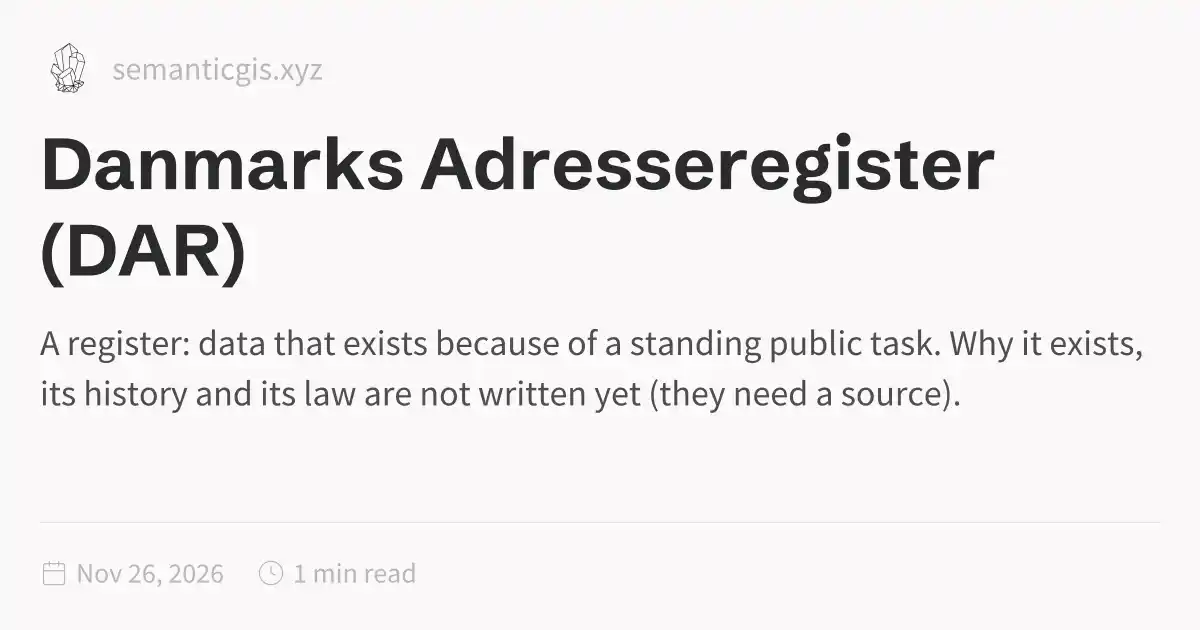 semanticgis.xyz
Danmarks Adresseregister
(DAR)
A register: data that exists because of a standing public task. Why it exists,
its history and its law are not written yet (they need a source).
Nov 26, 2026 1 min read